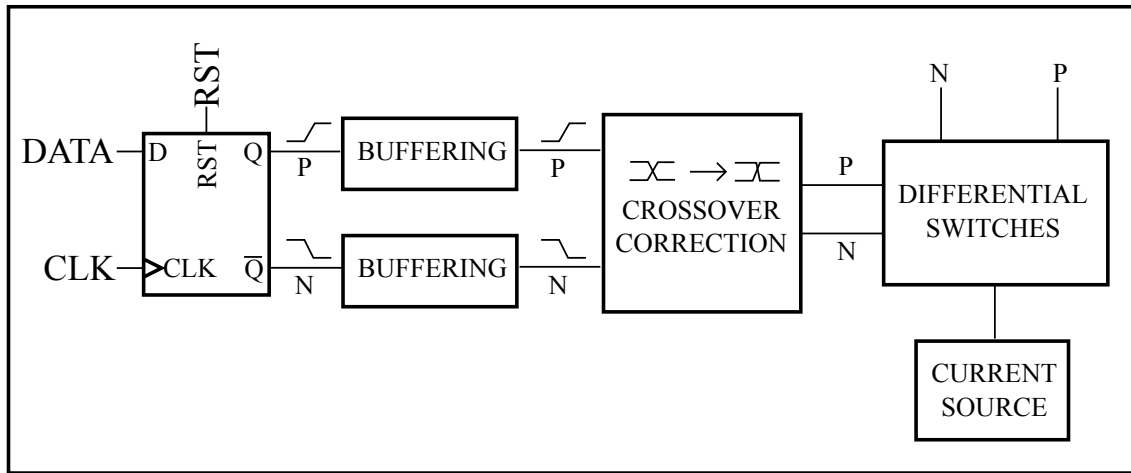 RST
DATA
D
RST
Q
P
BUFFERING
P
CLK
CLK
Q̅
N
BUFFERING
N
CROSSOVER
CORRECTION
P
N
N
P
DIFFERENTIAL
SWITCHES
CURRENT
SOURCE